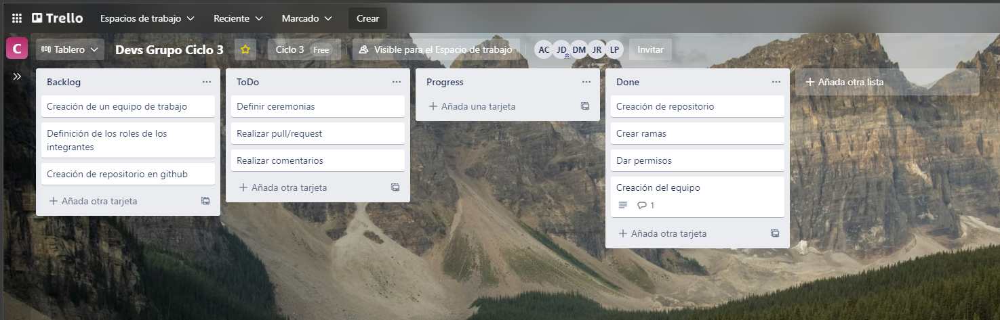 Trello Espacios de trabajo Reciente Marcado Crear
C Tablero Devs Grupo Ciclo 3 Ciclo 3 Free Visible para el Espacio de trabajo AC JD DM JR LP Invitar
Backlog
Creación de un equipo de trabajo
Definición de los roles de los
integrantes
Creación de repositorio en github
Añada otra tarjeta
ToDo
Definir ceremonias
Realizar pull/request
Realizar comentarios
Añada otra tarjeta
Progress
Añada una tarjeta
Done
Creación de repositorio
Crear ramas
Dar permisos
Creación del equipo
1
Añada otra tarjeta
Añada otra lista